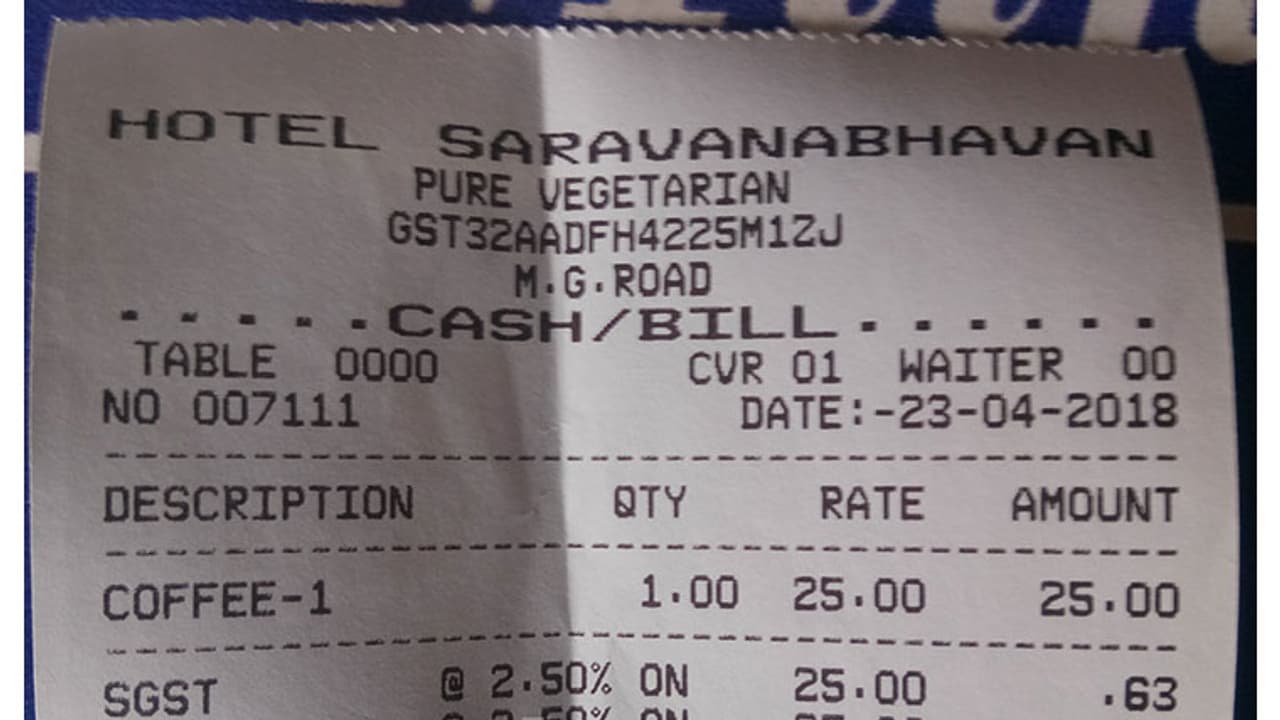 HOTEL SARAVANABHAVAN
PURE VEGETARIAN
GST32AADFH4225M1ZJ
M.G.ROAD
.....CASH/BILL......
TABLE 0000 CVR 01 WAITER 00
NO 007111 DATE:-23-04-2018
DESCRIPTION QTY RATE AMOUNT
COFFEE-1 1.00 25.00 25.00
SGST @ 2.50% ON 25.00 .63